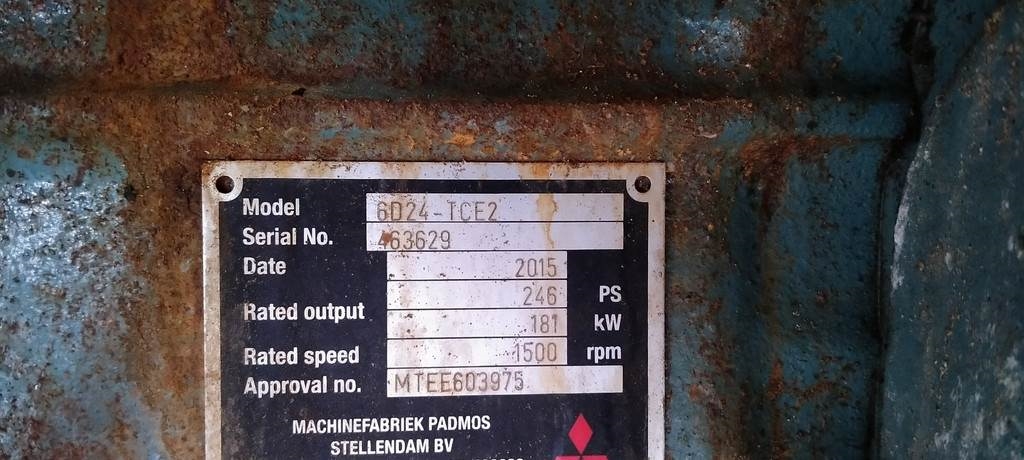 Model 6D24-TCE2
Serial No. 463629
Date 2015
246 PS
Rated output
181 kW
Rated speed 1500 rpm
Approval no. MTEE603975
MACHINEFABRIEK PADMOS
STELLENDAM BV